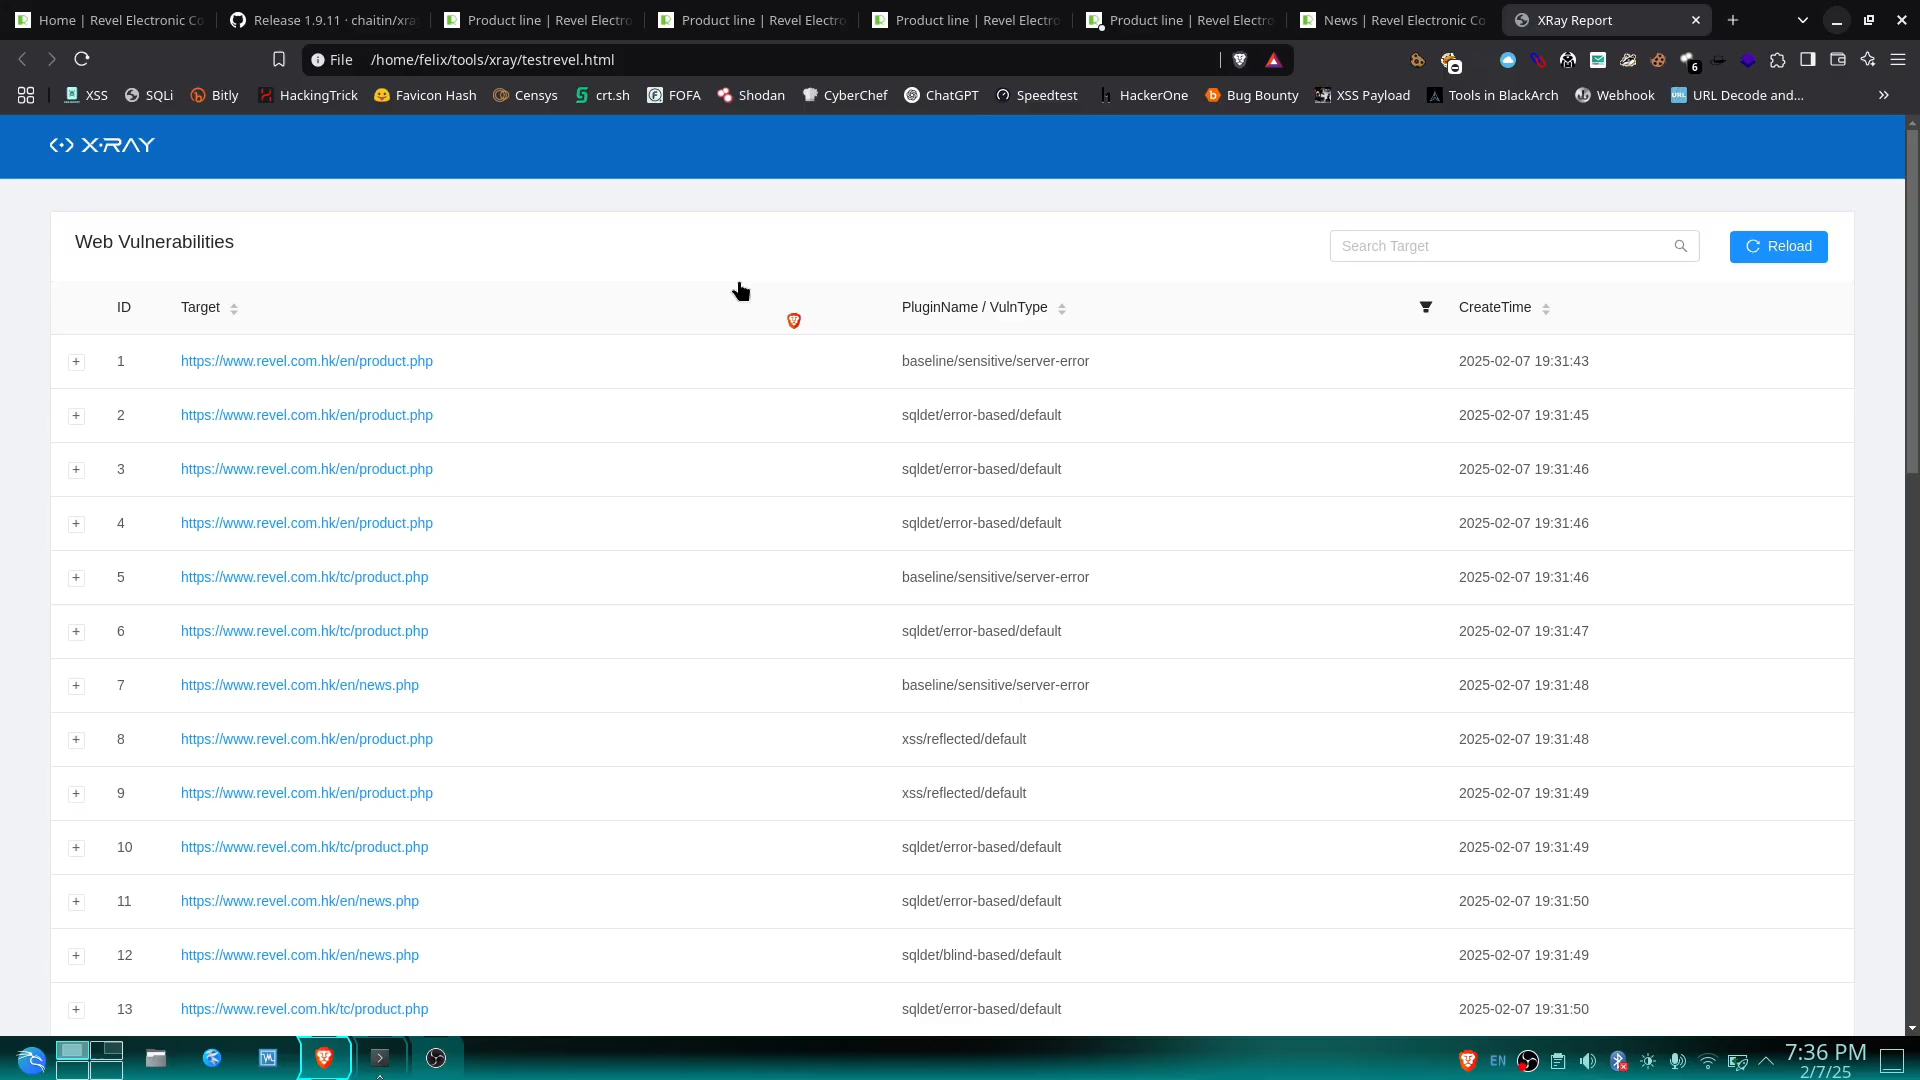 Home | Revel Electronic Co
Release 1.9.11 · chaitin/xra
Product line | Revel Electro
Product line | Revel Electro
Product line | Revel Electro
Product line | Revel Electro
News | Revel Electronic Co
XRay Report
File /home/felix/tools/xray/testrevel.html
6
XSS
SQLi
Bitly
HackingTrick
Favicon Hash
Censys
crt.sh
FOFA
Shodan
CyberChef
ChatGPT
Speedtest
HackerOne
Bug Bounty
XSS Payload
Tools in BlackArch
Webhook
URL Decode and...
X-RAY
Web Vulnerabilities
Search Target
Reload
ID Target PluginName / VulnType CreateTime
+ 1 https://www.revel.com.hk/en/product.php baseline/sensitive/server-error 2025-02-07 19:31:43
+ 2 https://www.revel.com.hk/en/product.php sqldet/error-based/default 2025-02-07 19:31:45
+ 3 https://www.revel.com.hk/en/product.php sqldet/error-based/default 2025-02-07 19:31:46
+ 4 https://www.revel.com.hk/en/product.php sqldet/error-based/default 2025-02-07 19:31:46
+ 5 https://www.revel.com.hk/tc/product.php baseline/sensitive/server-error 2025-02-07 19:31:46
+ 6 https://www.revel.com.hk/tc/product.php sqldet/error-based/default 2025-02-07 19:31:47
+ 7 https://www.revel.com.hk/en/news.php baseline/sensitive/server-error 2025-02-07 19:31:48
+ 8 https://www.revel.com.hk/en/product.php xss/reflected/default 2025-02-07 19:31:48
+ 9 https://www.revel.com.hk/en/product.php xss/reflected/default 2025-02-07 19:31:49
+ 10 https://www.revel.com.hk/tc/product.php sqldet/error-based/default 2025-02-07 19:31:49
+ 11 https://www.revel.com.hk/en/news.php sqldet/error-based/default 2025-02-07 19:31:50
+ 12 https://www.revel.com.hk/en/news.php sqldet/blind-based/default 2025-02-07 19:31:49
+ 13 https://www.revel.com.hk/tc/product.php sqldet/error-based/default 2025-02-07 19:31:50
EN
7:36 PM
2/7/25